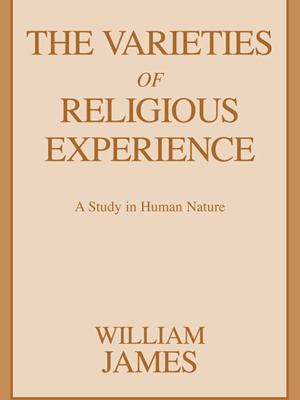 THE VARIETIES
OF
RELIGIOUS
EXPERIENCE
A Study in Human Nature
WILLIAM
JAMES